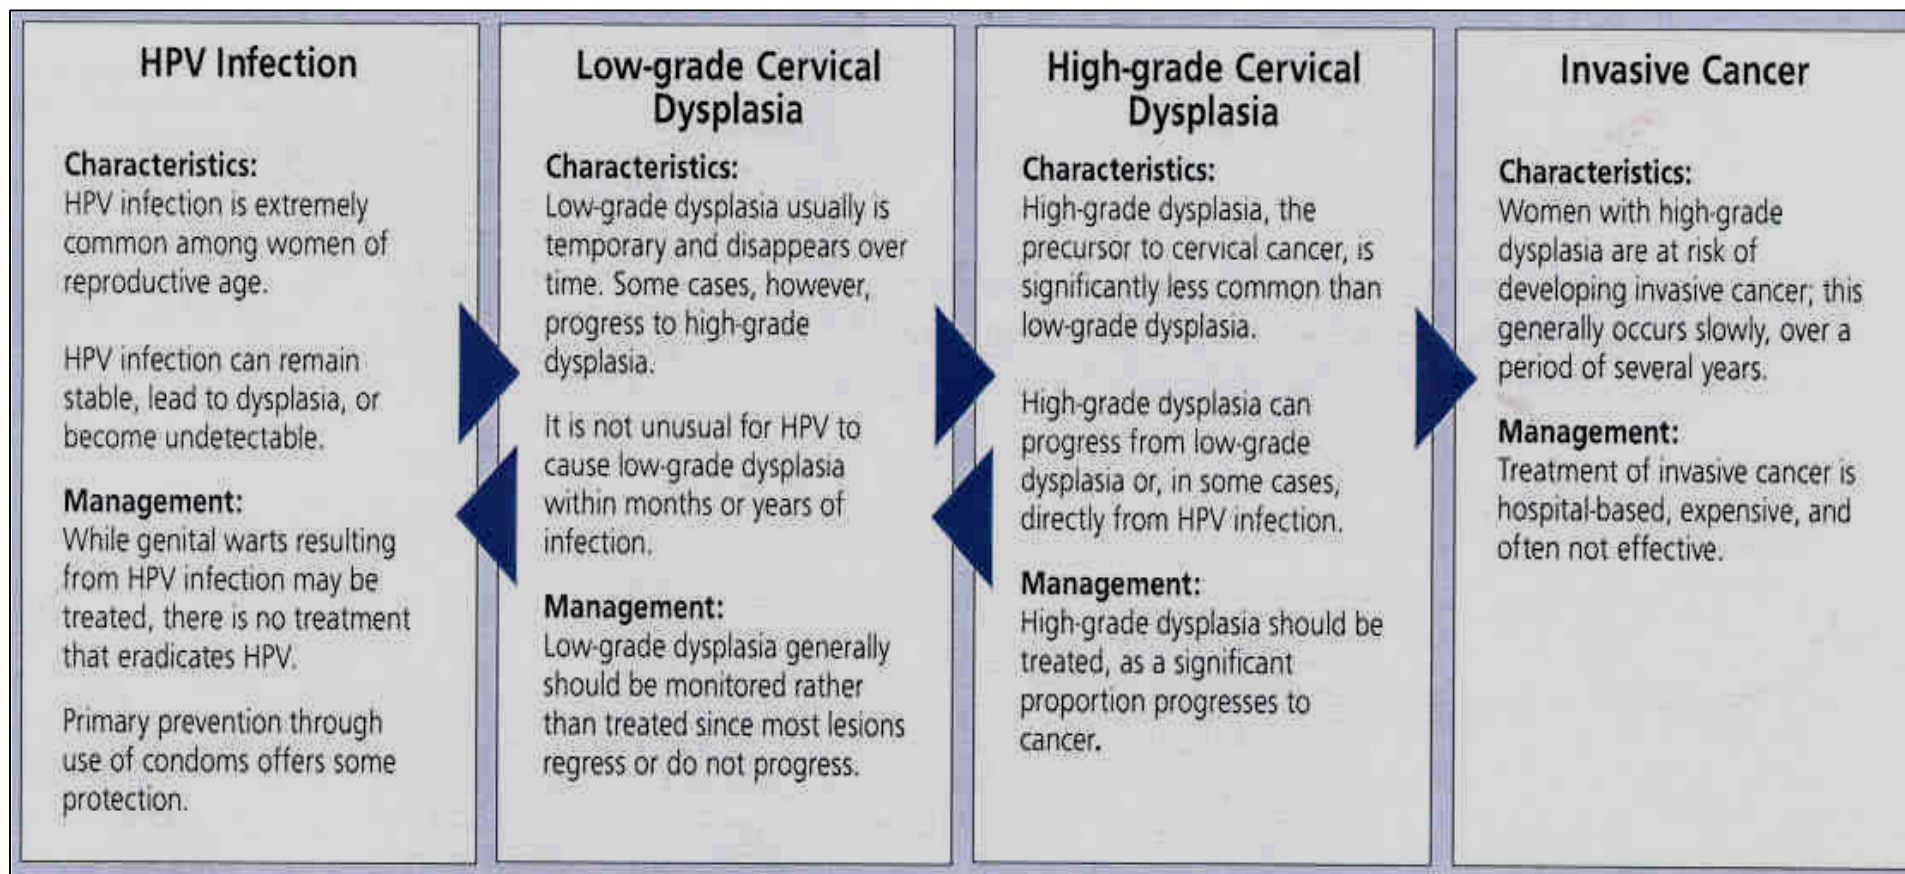 HPV Infection
Characteristics:
HPV infection is extremely
common among women of
reproductive age.
HPV infection can remain
stable, lead to dysplasia, or
become undetectable.
Management:
While genital warts resulting
from HPV infection may be
treated, there is no treatment
that eradicates HPV.
Primary prevention through
use of condoms offers some
protection.
Low-grade Cervical
Dysplasia
Characteristics:
Low-grade dysplasia usually is
temporary and disappears over
time. Some cases, however,
progress to high-grade
dysplasia.
It is not unusual for HPV to
cause low-grade dysplasia
within months or years of
infection.
Management:
Low-grade dysplasia generally
should be monitored rather
than treated since most lesions
regress or do not progress.
High-grade Cervical
Dysplasia
Characteristics:
High-grade dysplasia, the
precursor to cervical cancer, is
significantly less common than
low-grade dysplasia.
High-grade dysplasia can
progress from low-grade
dysplasia or, in some cases,
directly from HPV infection.
Management:
High-grade dysplasia should be
treated, as a significant
proportion progresses to
cancer.
Invasive Cancer
Characteristics:
Women with high-grade
dysplasia are at risk of
developing invasive cancer; this
generally occurs slowly, over a
period of several years.
Management:
Treatment of invasive cancer is
hospital-based, expensive, and
often not effective.